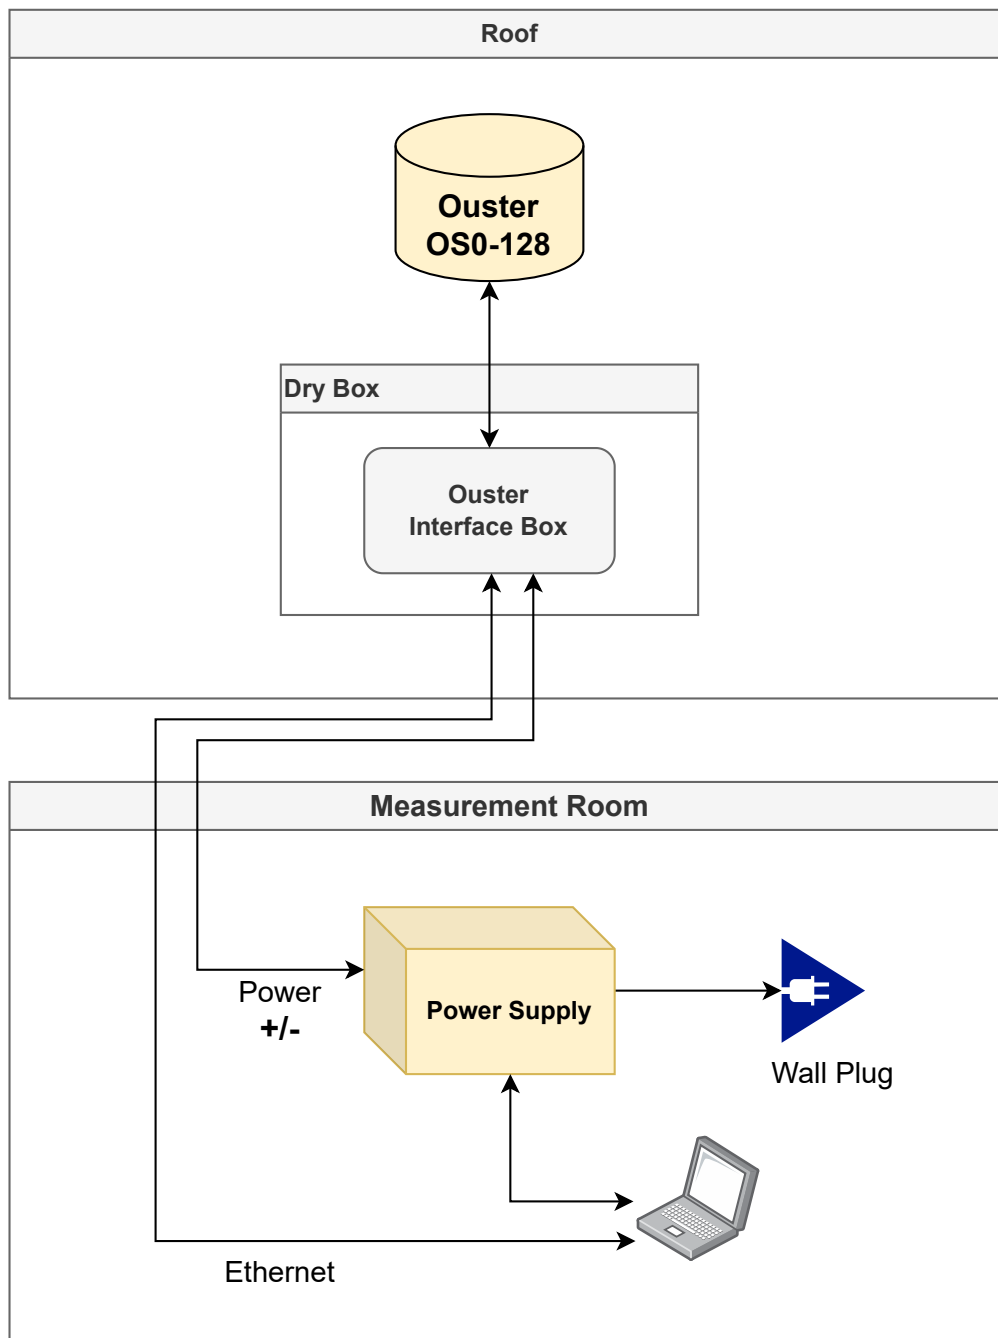 Roof
Ouster
OS0-128
Dry Box
Ouster
Interface Box
Measurement Room
Power
+/-
Power Supply
Wall Plug
Ethernet